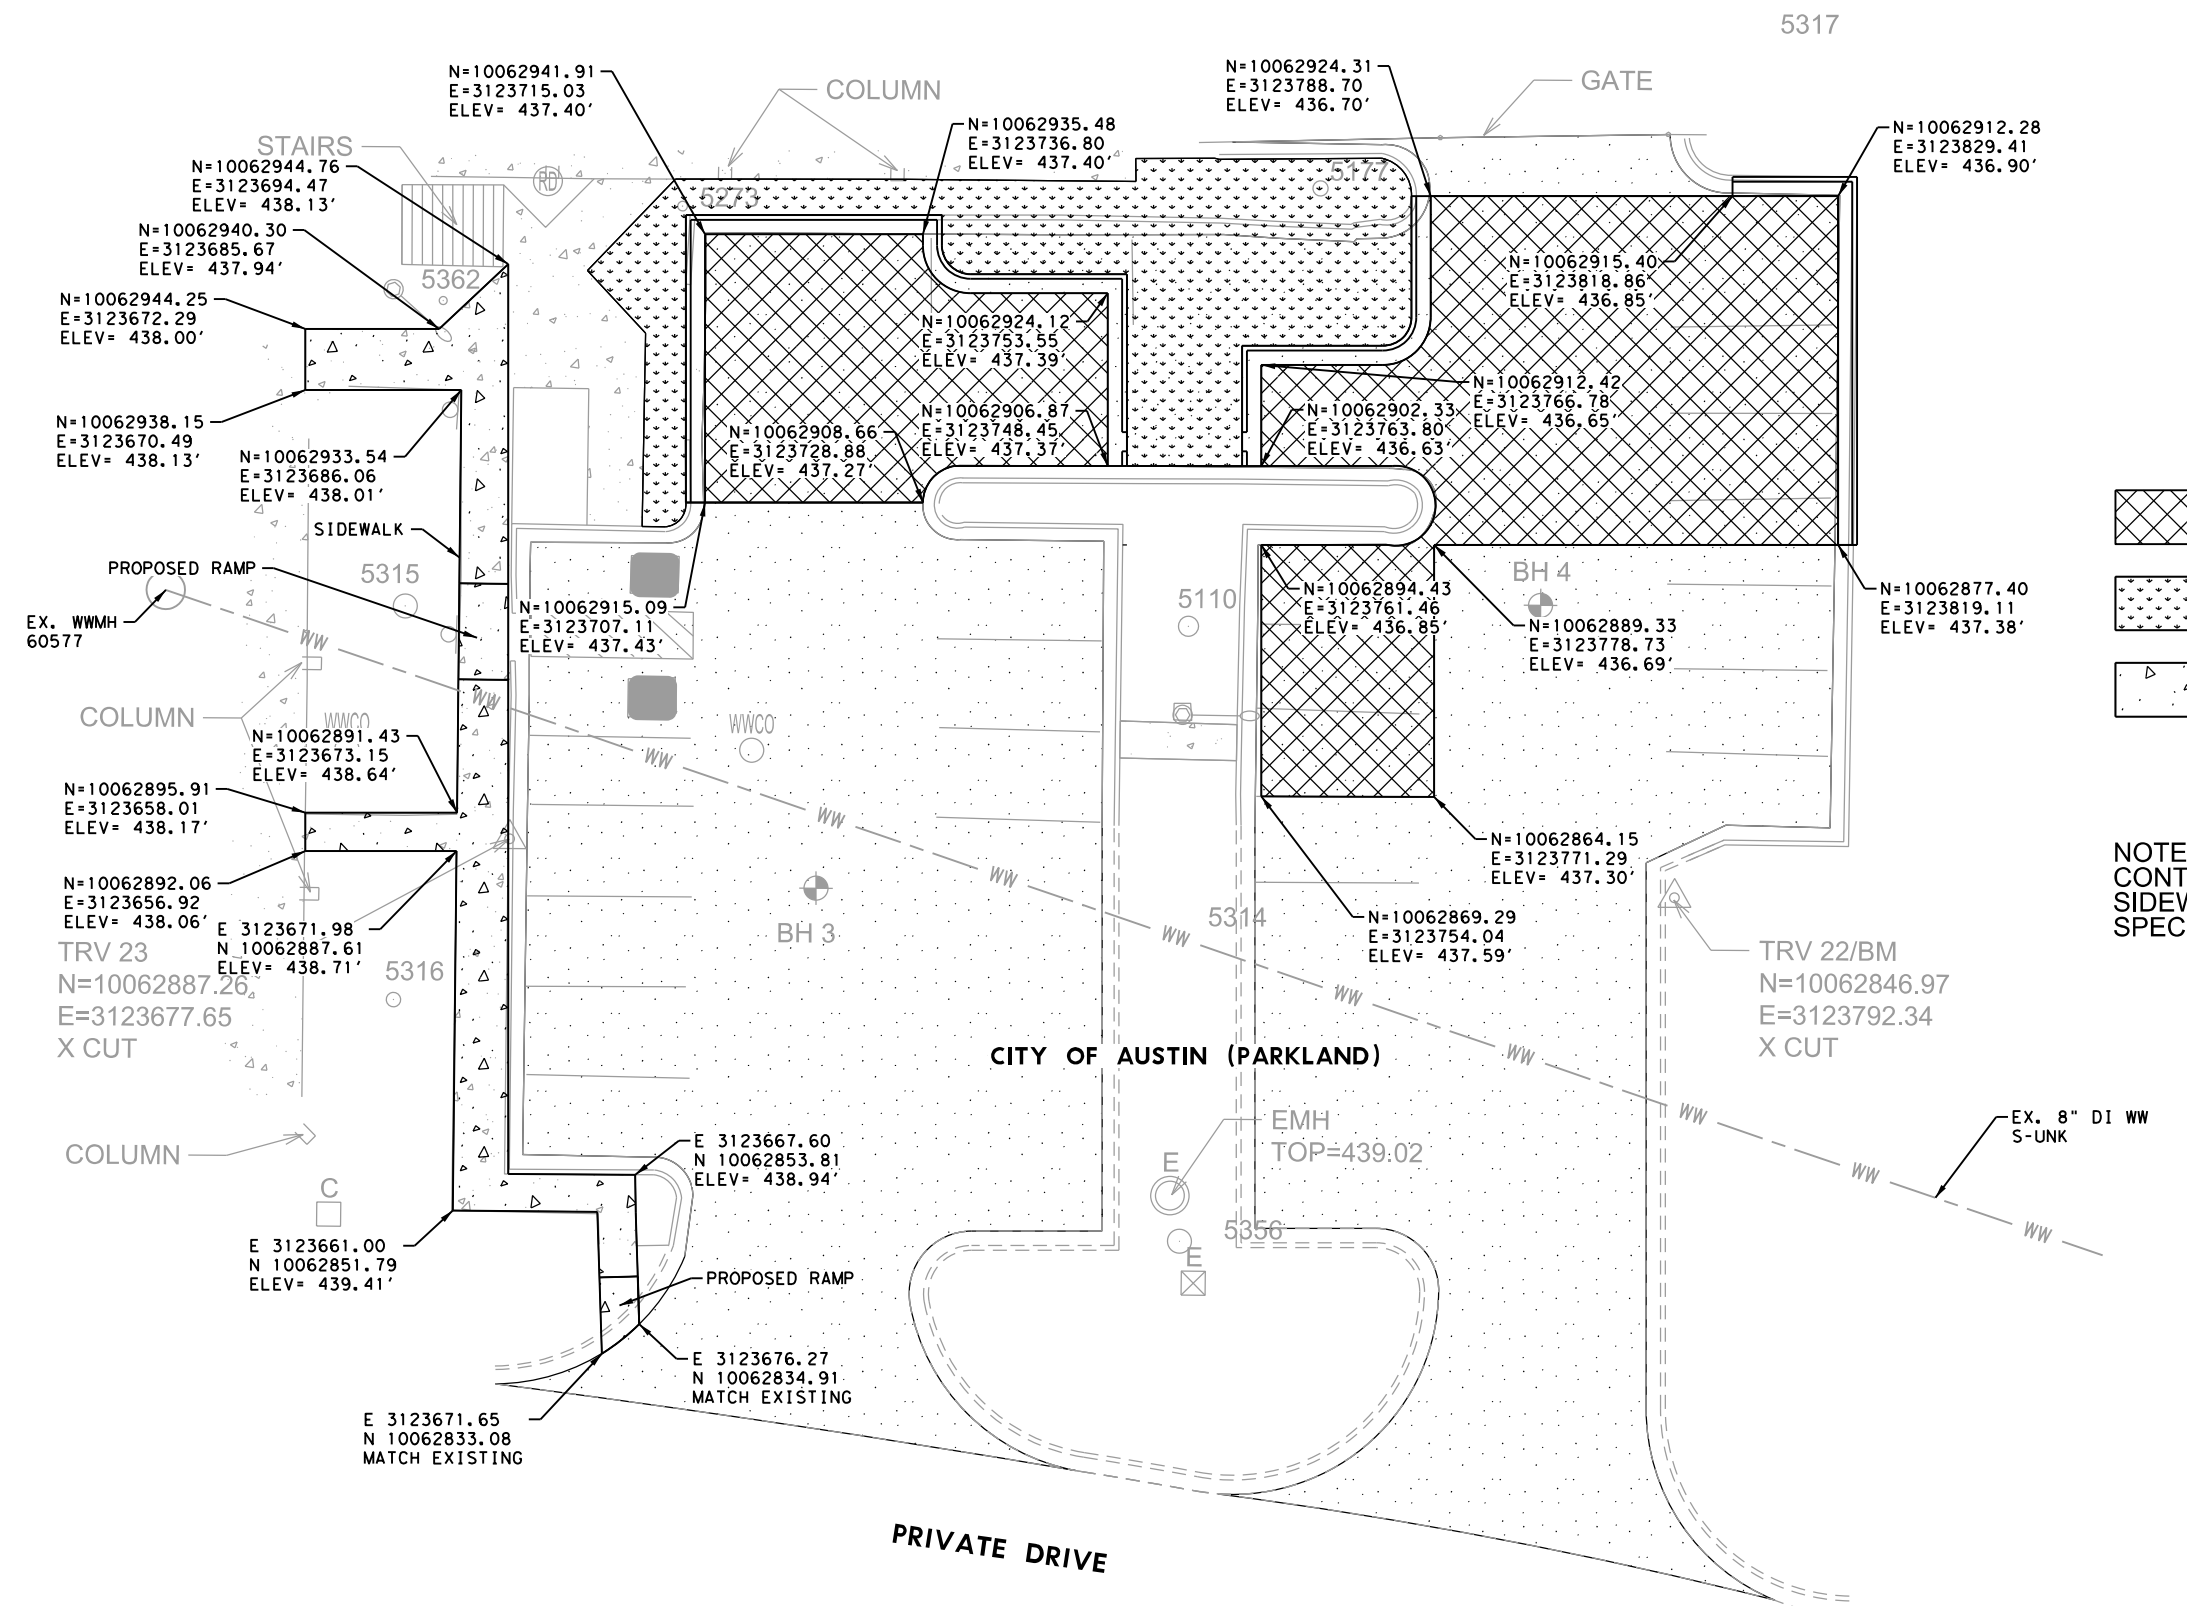 5317
N=10062941.91
E=3123715.03
ELEV= 437.40'
COLUMN
N=10062924.31
E=3123788.70
ELEV= 436.70'
GATE
N=10062935.48
E=3123736.80
ELEV= 437.40'
N=10062912.28
E=3123829.41
ELEV= 436.90'
STAIRS
N=10062944.76
E=3123694.47
ELEV= 438.13'
RD
5273
5177
N=10062940.30
E=3123685.67
ELEV= 437.94'
5362
N=10062944.25
E=3123672.29
ELEV= 438.00'
N=10062915.40
E=3123818.86
ELEV= 436.85'
N=10062924.12
E=3123753.55
ELEV= 437.39'
N=10062912.42
E=3123766.78
ELEV= 436.65'
N=10062938.15
E=3123670.49
ELEV= 438.13'
N=10062933.54
E=3123686.06
ELEV= 438.01'
N=10062908.66
E=3123728.88
ELEV= 437.27'
N=10062906.87
E=3123748.45
ELEV= 437.37'
N=10062902.33
E=3123763.80
ELEV= 436.63'
SIDEWALK
PROPOSED RAMP
5315
EX. WWMH
60577
N=10062915.09
E=3123707.11
ELEV= 437.43'
5110
N=10062894.43
E=3123761.46
ELEV= 436.85'
BH 4
N=10062889.33
E=3123778.73
ELEV= 436.69'
N=10062877.40
E=3123819.11
ELEV= 437.38'
COLUMN
WWCO
WWCO
N=10062891.43
E=3123673.15
ELEV= 438.64'
WW
WW
WW
WW
WW
WW
WW
WW
WW
WW
WW
N=10062895.91
E=3123658.01
ELEV= 438.17'
N=10062892.06
E=3123656.92
ELEV= 438.06'
E 3123671.98
N 10062887.61
ELEV= 438.71'
TRV 23
N=10062887.26
E=3123677.65
X CUT
5316
BH 3
N=10062864.15
E=3123771.29
ELEV= 437.30'
N=10062869.29
E=3123754.04
ELEV= 437.59'
5314
NOTE
CONT
SIDEW
SPEC
TRV 22/BM
N=10062846.97
E=3123792.34
X CUT
CITY OF AUSTIN (PARKLAND)
COLUMN
C
E 3123667.60
N 10062853.81
ELEV= 438.94'
EMH
TOP=439.02
E
5356
E
EX. 8" DI WW
S-UNK
E 3123661.00
N 10062851.79
ELEV= 439.41'
PROPOSED RAMP
E 3123676.27
N 10062834.91
MATCH EXISTING
E 3123671.65
N 10062833.08
MATCH EXISTING
PRIVATE DRIVE